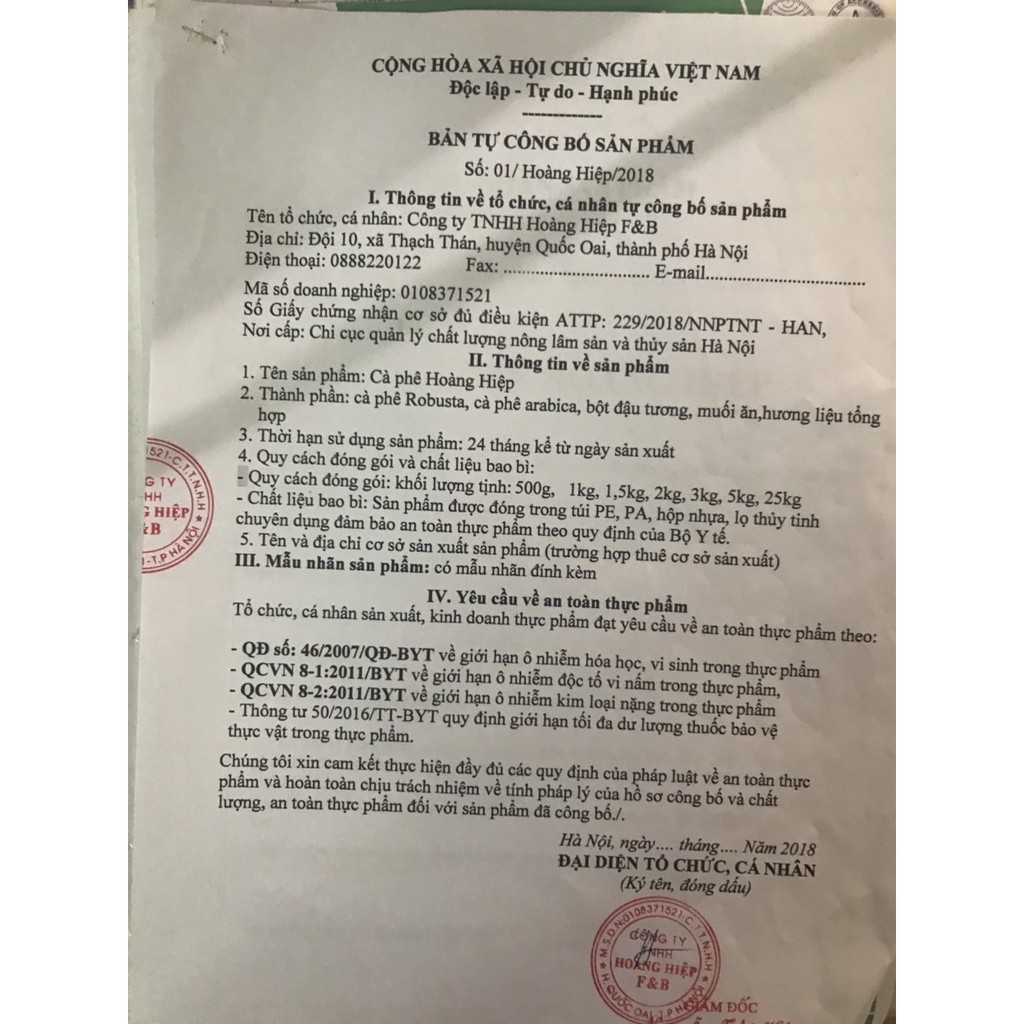 CỘNG HÒA XÃ HỘI CHỦ NGHĨA VIỆT NAM
Độc lập - Tự do - Hạnh phúc
-------------
BẢN TỰ CÔNG BÓ SẢN PHẨM
Số: 01/ Hoàng Hiệp/2018
I. Thông tin về tổ chức, cá nhân tự công bố sản phẩm
Tên tổ chức, cá nhân: Công ty TNHH Hoàng Hiệp F&B
Địa chỉ: Đội 10, xã Thạch Thán, huyện Quốc Oai, thành phố Hà Nội
Điện thoại: 0888220122 Fax: ................................ E-mail...................................
Mã số doanh nghiệp: 0108371521
Số Giấy chứng nhận cơ sở đủ điều kiện ATTP: 229/2018/NNPTNT - HAN,
Nơi cấp: Chi cục quản lý chất lượng nông lâm sản và thủy sản Hà Nội
II. Thông tin về sản phẩm
1. Tên sản phẩm: Cà phê Hoàng Hiệp
2. Thành phần: cà phê Robusta, cà phê arabica, bột đậu tương, muối ăn,hương liệu tổng
hợp
3. Thời hạn sử dụng sản phẩm: 24 tháng kể từ ngày sản xuất
4. Quy cách đóng gói và chất liệu bao bì:
- Quy cách đóng gói: khối lượng tịnh: 500g, 1kg, 1,5kg, 2kg, 3kg, 5kg, 25kg
- Chất liệu bao bì: Sản phẩm được đóng trong túi PE, PA, hộp nhựa, lọ thủy tinh
chuyên dụng đảm bảo an toàn thực phẩm theo quy định của Bộ Y tế.
5. Tên và địa chỉ cơ sở sản xuất sản phẩm (trường hợp thuê cơ sở sản xuất)
III. Mẫu nhãn sản phẩm: có mẫu nhãn đính kèm
IV. Yêu cầu về an toàn thực phẩm
Tổ chức, cá nhân sản xuất, kinh doanh thực phẩm đạt yêu cầu về an toàn thực phẩm theo:
- QĐ số: 46/2007/QĐ-BYT về giới hạn ô nhiễm hóa học, vi sinh trong thực phẩm
- QCVN 8-1:2011/BYT về giới hạn ô nhiễm độc tố vi nấm trong thực phẩm,
- QCVN 8-2:2011/BYT về giới hạn ô nhiễm kim loại nặng trong thực phẩm
- Thông tư 50/2016/TT-BYT quy định giới hạn tối đa dư lượng thuốc bảo vệ
thực vật trong thực phẩm.
Chúng tôi xin cam kết thực hiện đầy đủ các quy định của pháp luật về an toàn thực
phẩm và hoàn toàn chịu trách nhiệm về tính pháp lý của hồ sơ công bố và chất
lượng, an toàn thực phẩm đối với sản phẩm đã công bố./.
Hà Nội, ngày.... tháng.... Năm 2018
ĐẠI DIỆN TỔ CHỨC, CÁ NHÂN
(Ký tên, đóng dấu)
M.S.D.N:0108371521-C.T.T.N.H.H
CÔNG TY
TNHH
HOÀNG HIỆP
F&B
H.QUỐC OAI-T.P HÀ NỘI
GIÁM ĐỐC
521-C.T.T.N.H.H
G TY
HH
G HIỆP
&B
I-T.P HÀ NỘI